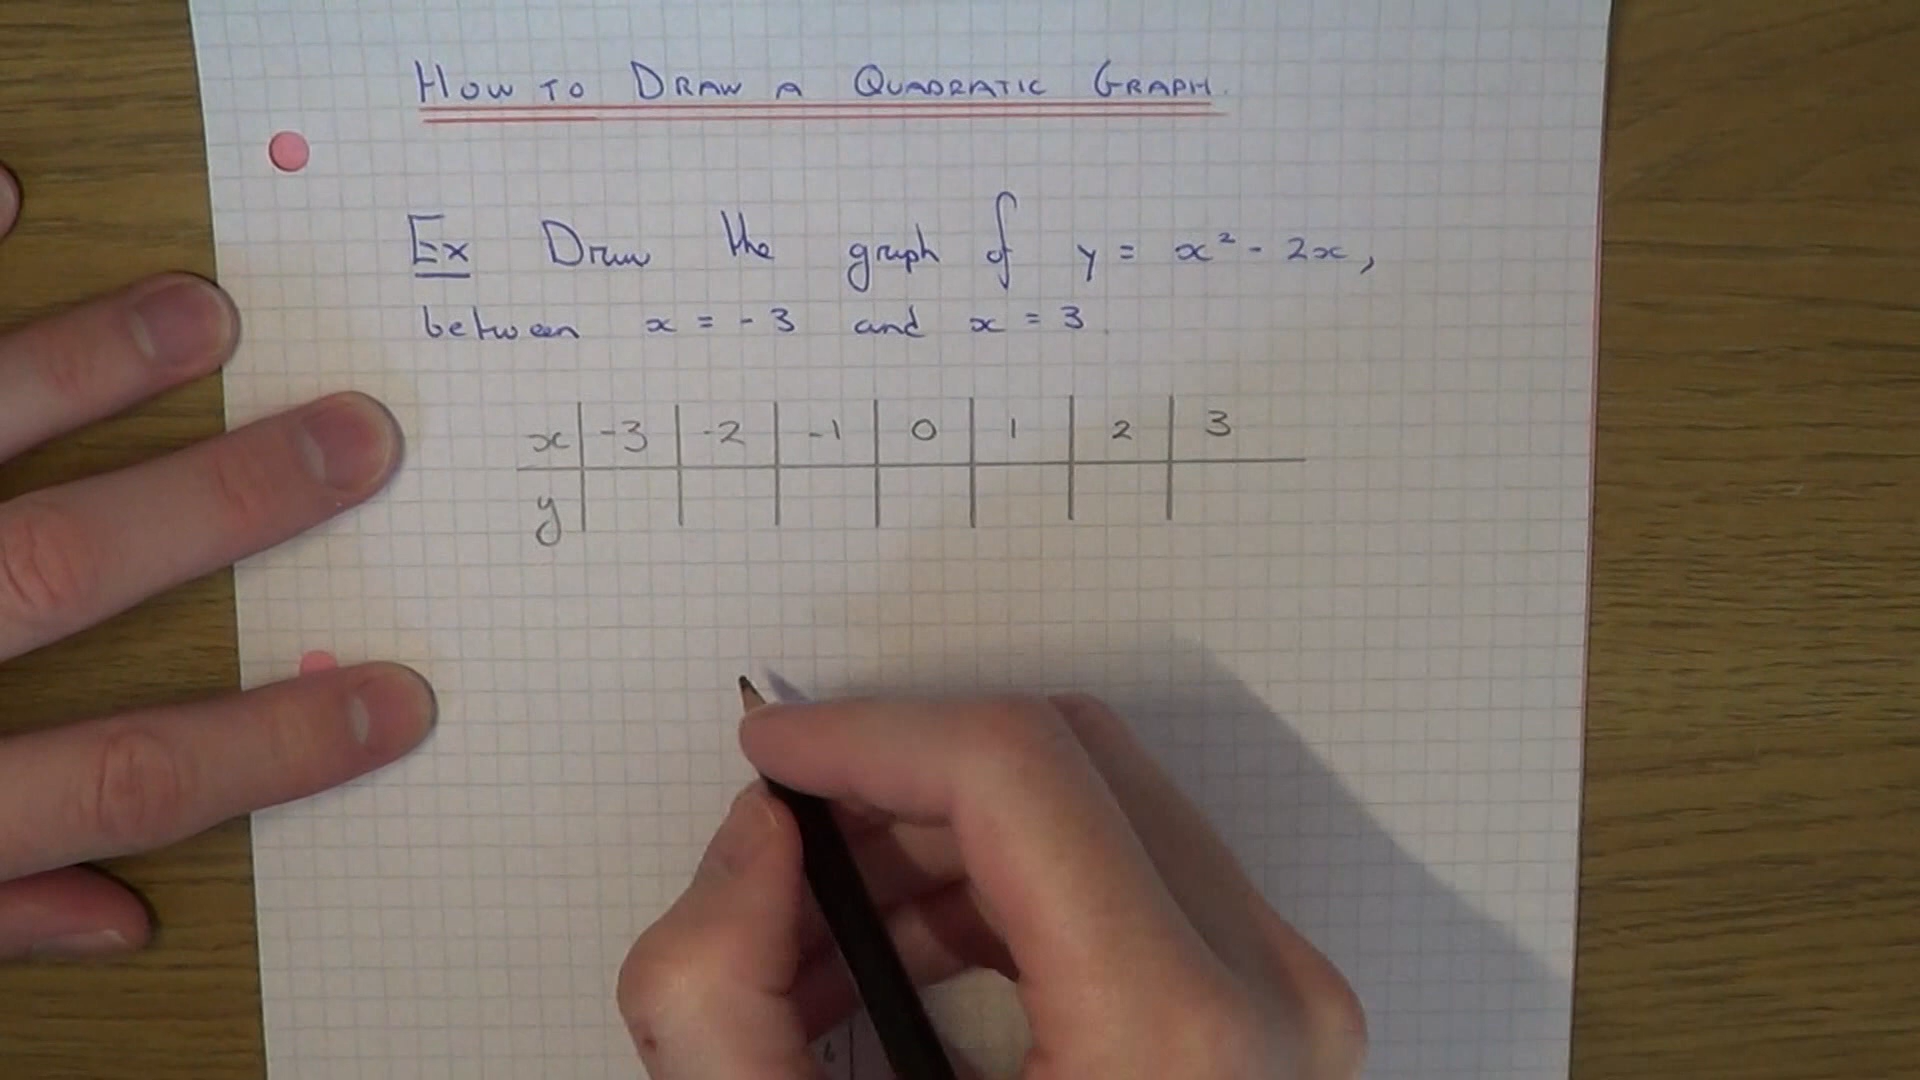 HOW TO DRAW A QUADRATIC GRAPH.
Ex Draw the graph of y = x² - 2x,
between x = -3 and x = 3.
x -3 -2 -1 0 1 2 3
y